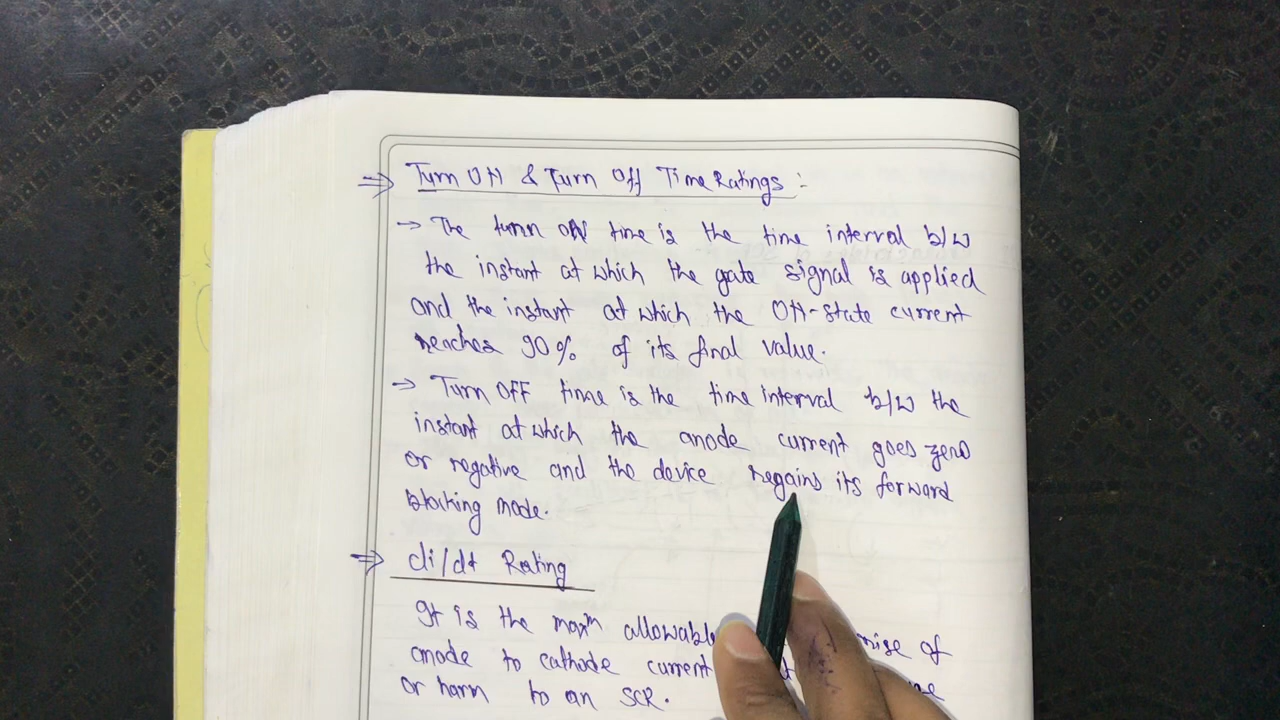 ⇒ Turn ON & Turn Off Time Ratings :-
→ The turn ON time is the time interval b/w
the instant at which the gate signal is applied
and the instant at which the ON-state current
reaches 90% of its final value.
→ Turn OFF time is the time interval b/w the
instant at which the anode current goes zero
or negative and the device regains its forward
blocking mode.
⇒ di/dt Rating
It is the maxm allowable rise of
anode to cathode current
or harm to an SCR.